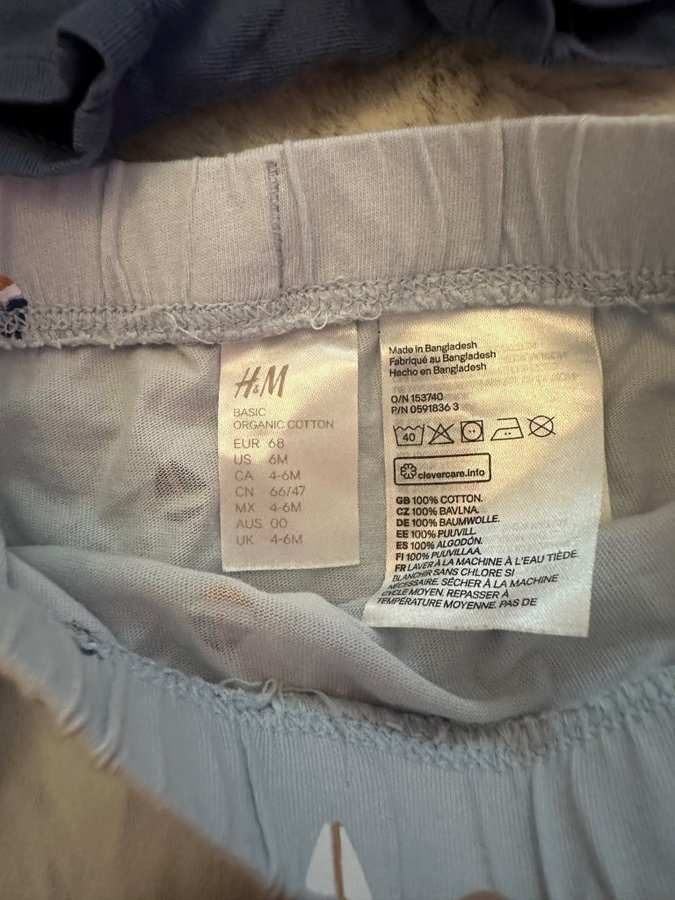 H&M
BASIC
ORGANIC COTTON
EUR 68
US 6M
CA 4-6M
CN 66/47
MX 4-6M
AUS 00
UK 4-6M
Made in Bangladesh
Fabriqué au Bangladesh
Hecho en Bangladesh
O/N 153740
P/N 0591836 3
40
clevercare.info
GB 100% COTTON.
CZ 100% BAVLNA.
DE 100% BAUMWOLLE.
EE 100% PUUVILL.
ES 100% ALGODÓN.
FI 100% PUUVILLAA.
FR LAVER À LA MACHINE À L'EAU TIÈDE.
BLANCHIR SANS CHLORE SI
NÉCESSAIRE. SÉCHER À LA MACHINE
CYCLE MOYEN. REPASSER À
TEMPÉRATURE MOYENNE. PAS DE